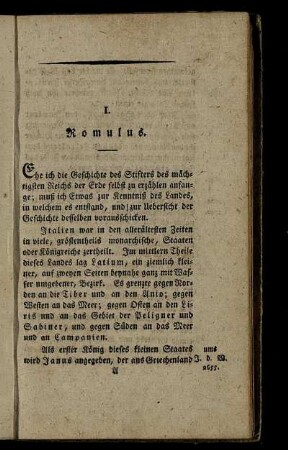 I.
Romulus.
Ehr ich die Geschichte des Stifters des mäch-
tigsten Reichs der Erde selbst zu erzählen anfan-
ge; muß ich Etwas zur Kenntniß des Landes,
in welchem es entstand, und zur Uebersicht der
Geschichte desselben vorausschicken.
Italien war in den allerältesten Zeiten
in viele, größtentheils monarchische, Staaten
oder Königreiche zertheilt. Im mittlern Theile
dieses Landes lag Latium, ein ziemlich klei-
ner, auf zweyen Seiten beynahe ganz mit Was-
ser umgebener, Bezirk. Es grenzte gegen Nor-
den an die Tiber und an den Anio; gegen
Westen an das Meer; gegen Osten an den Li-
ris und an das Gebiet der Peligner und
Sabiner, und gegen Süden an das Meer
und an Campanien.
Als erster König dieses kleinen Staates ums
wird Janus angegeben, der aus Griechenland J. d. W.
A 2655.